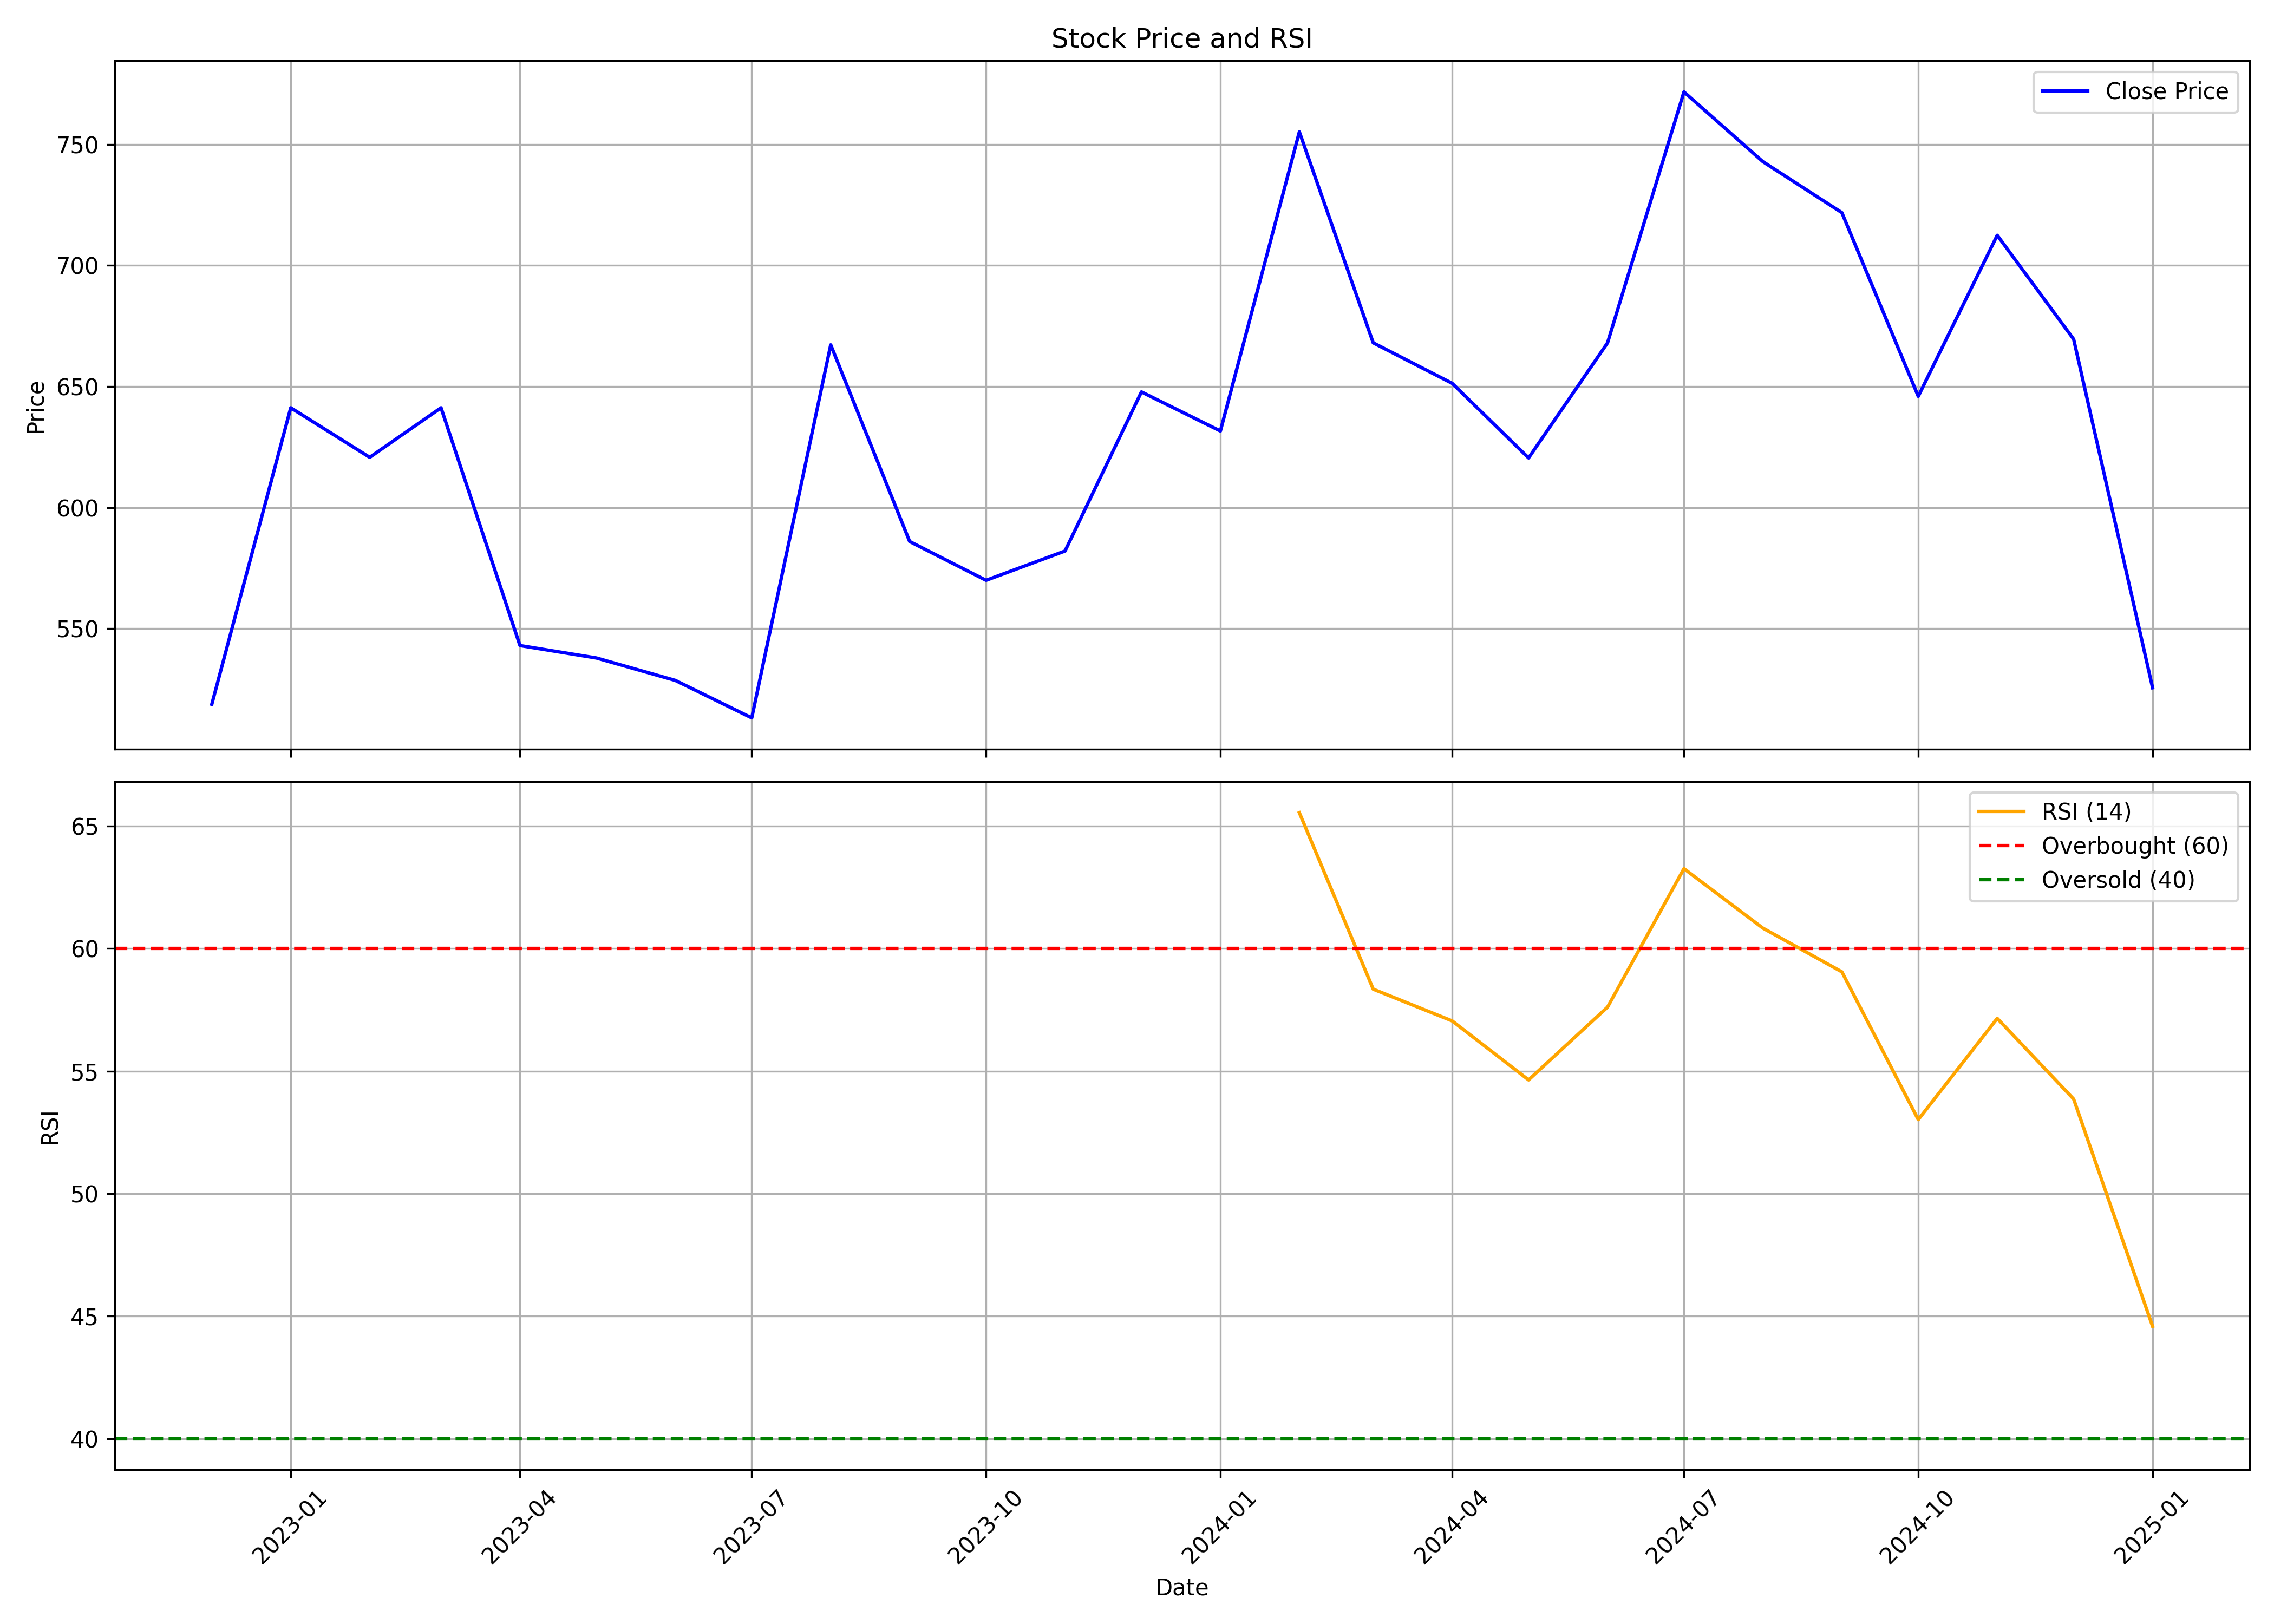 Stock Price and RSI
Close Price
Price
750
700
650
600
550
RSI (14)
Overbought (60)
Oversold (40)
RSI
65
60
55
50
45
40
2023-01
2023-04
2023-07
2023-10
2024-01
2024-04
2024-07
2024-10
2025-01
Date